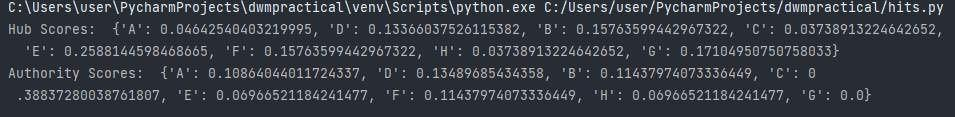 C:\Users\user\PycharmProjects\dwmpractical\venv\Scripts\python.exe C:/Users/user/PycharmProjects/dwmpractical/hits.py
Hub Scores:  {'A': 0.04642540403219995, 'D': 0.13366037526115382, 'B': 0.15763599442967322, 'C': 0.03738913224642652,
'E': 0.2588144598468665, 'F': 0.15763599442967322, 'H': 0.03738913224642652, 'G': 0.17104950750758033}
Authority Scores:  {'A': 0.10864044011724337, 'D': 0.13489685434358, 'B': 0.11437974073336449, 'C': 0
.38837280038761807, 'E': 0.06966521184241477, 'F': 0.11437974073336449, 'H': 0.06966521184241477, 'G': 0.0}